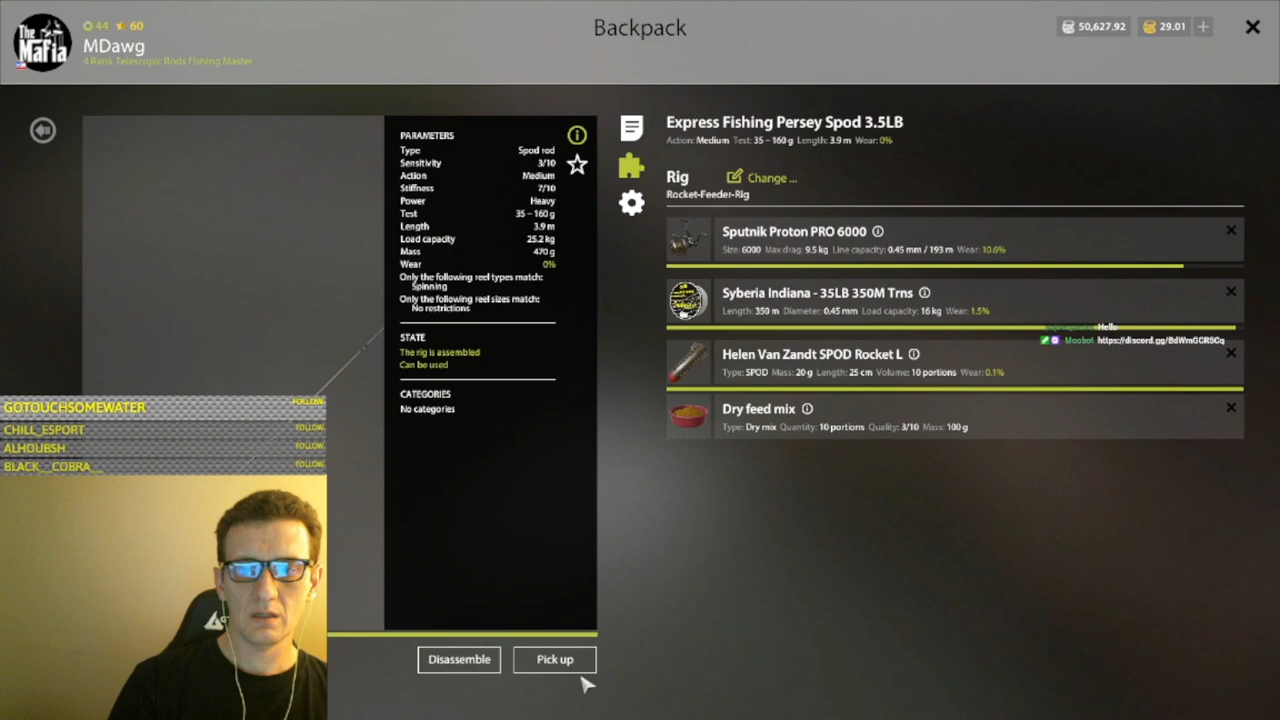 The Mafia
44 60
MDawg
4 Rank Telescopic Rods Fishing Master
Backpack
50,627.92 29.01 +
PARAMETERS
Type Spod rod
Sensitivity 3/10
Action Medium
Stiffness 7/10
Power Heavy
Test 35 – 160 g
Length 3.9 m
Load capacity 25.2 kg
Mass 470 g
Wear 0%
Only the following reel types match:
Spinning
Only the following reel sizes match:
No restrictions
STATE
The rig is assembled
Can be used
CATEGORIES
No categories
Disassemble Pick up
Express Fishing Persey Spod 3.5LB
Action: Medium Test: 35 – 160 g Length: 3.9 m Wear: 0%
Rig Change ...
Rocket-Feeder-Rig
Sputnik Proton PRO 6000
Size: 6000 Max drag: 9.5 kg Line capacity: 0.45 mm / 193 m Wear: 10.6%
Syberia Indiana - 35LB 350M Trns
Length: 350 m Diameter: 0.45 mm Load capacity: 16 kg Wear: 1.5%
Hello
Moobot https://discord.gg/BdWmGCR5Cq
Helen Van Zandt SPOD Rocket L
Type: SPOD Mass: 20 g Length: 25 cm Volume: 10 portions Wear: 0.1%
Dry feed mix
Type: Dry mix Quantity: 10 portions Quality: 3/10 Mass: 100 g
GOTOUCHSOMEWATER FOLLOW
CHILL_ESPORT FOLLOW
ALHOUBSH FOLLOW
BLACK__COBRA__ FOLLOW